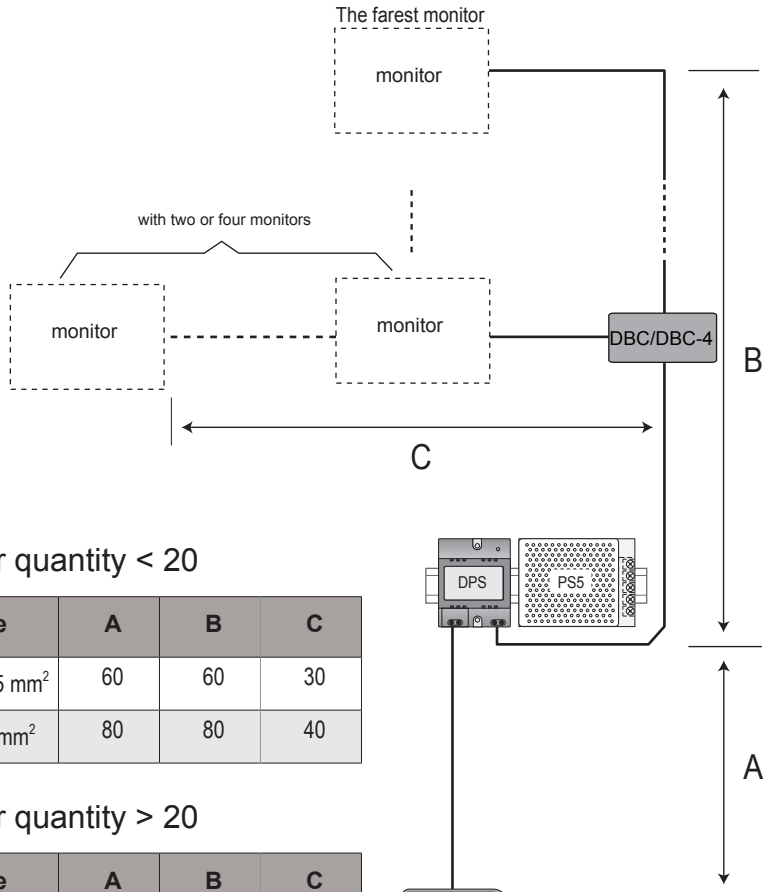 The farest monitor
monitor
with two or four monitors
monitor
monitor
DBC/DBC-4
B
C
quantity < 20
DPS
PS5
A B C
mm²
60 60 30
mm²
80 80 40
A
quantity > 20
A B C